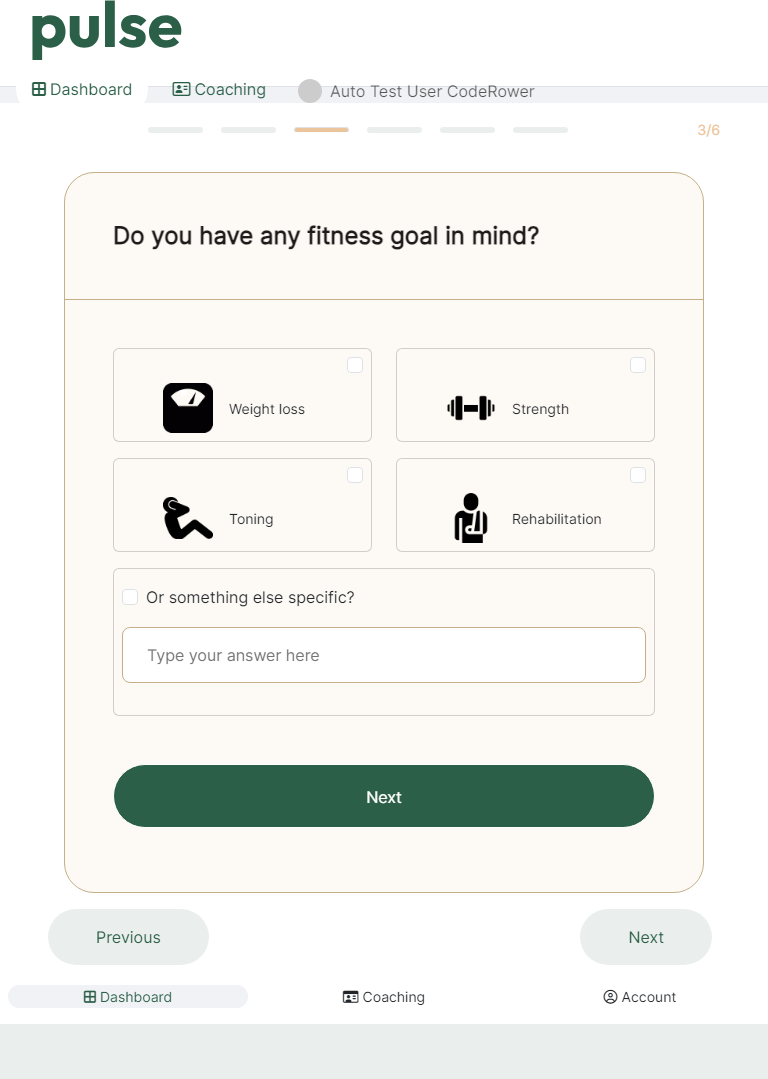 pulse
Dashboard Coaching Auto Test User CodeRower
3/6
Do you have any fitness goal in mind?
Weight loss Strength
Toning Rehabilitation
Or something else specific?
Type your answer here
Next
Previous Next
Dashboard Coaching Account